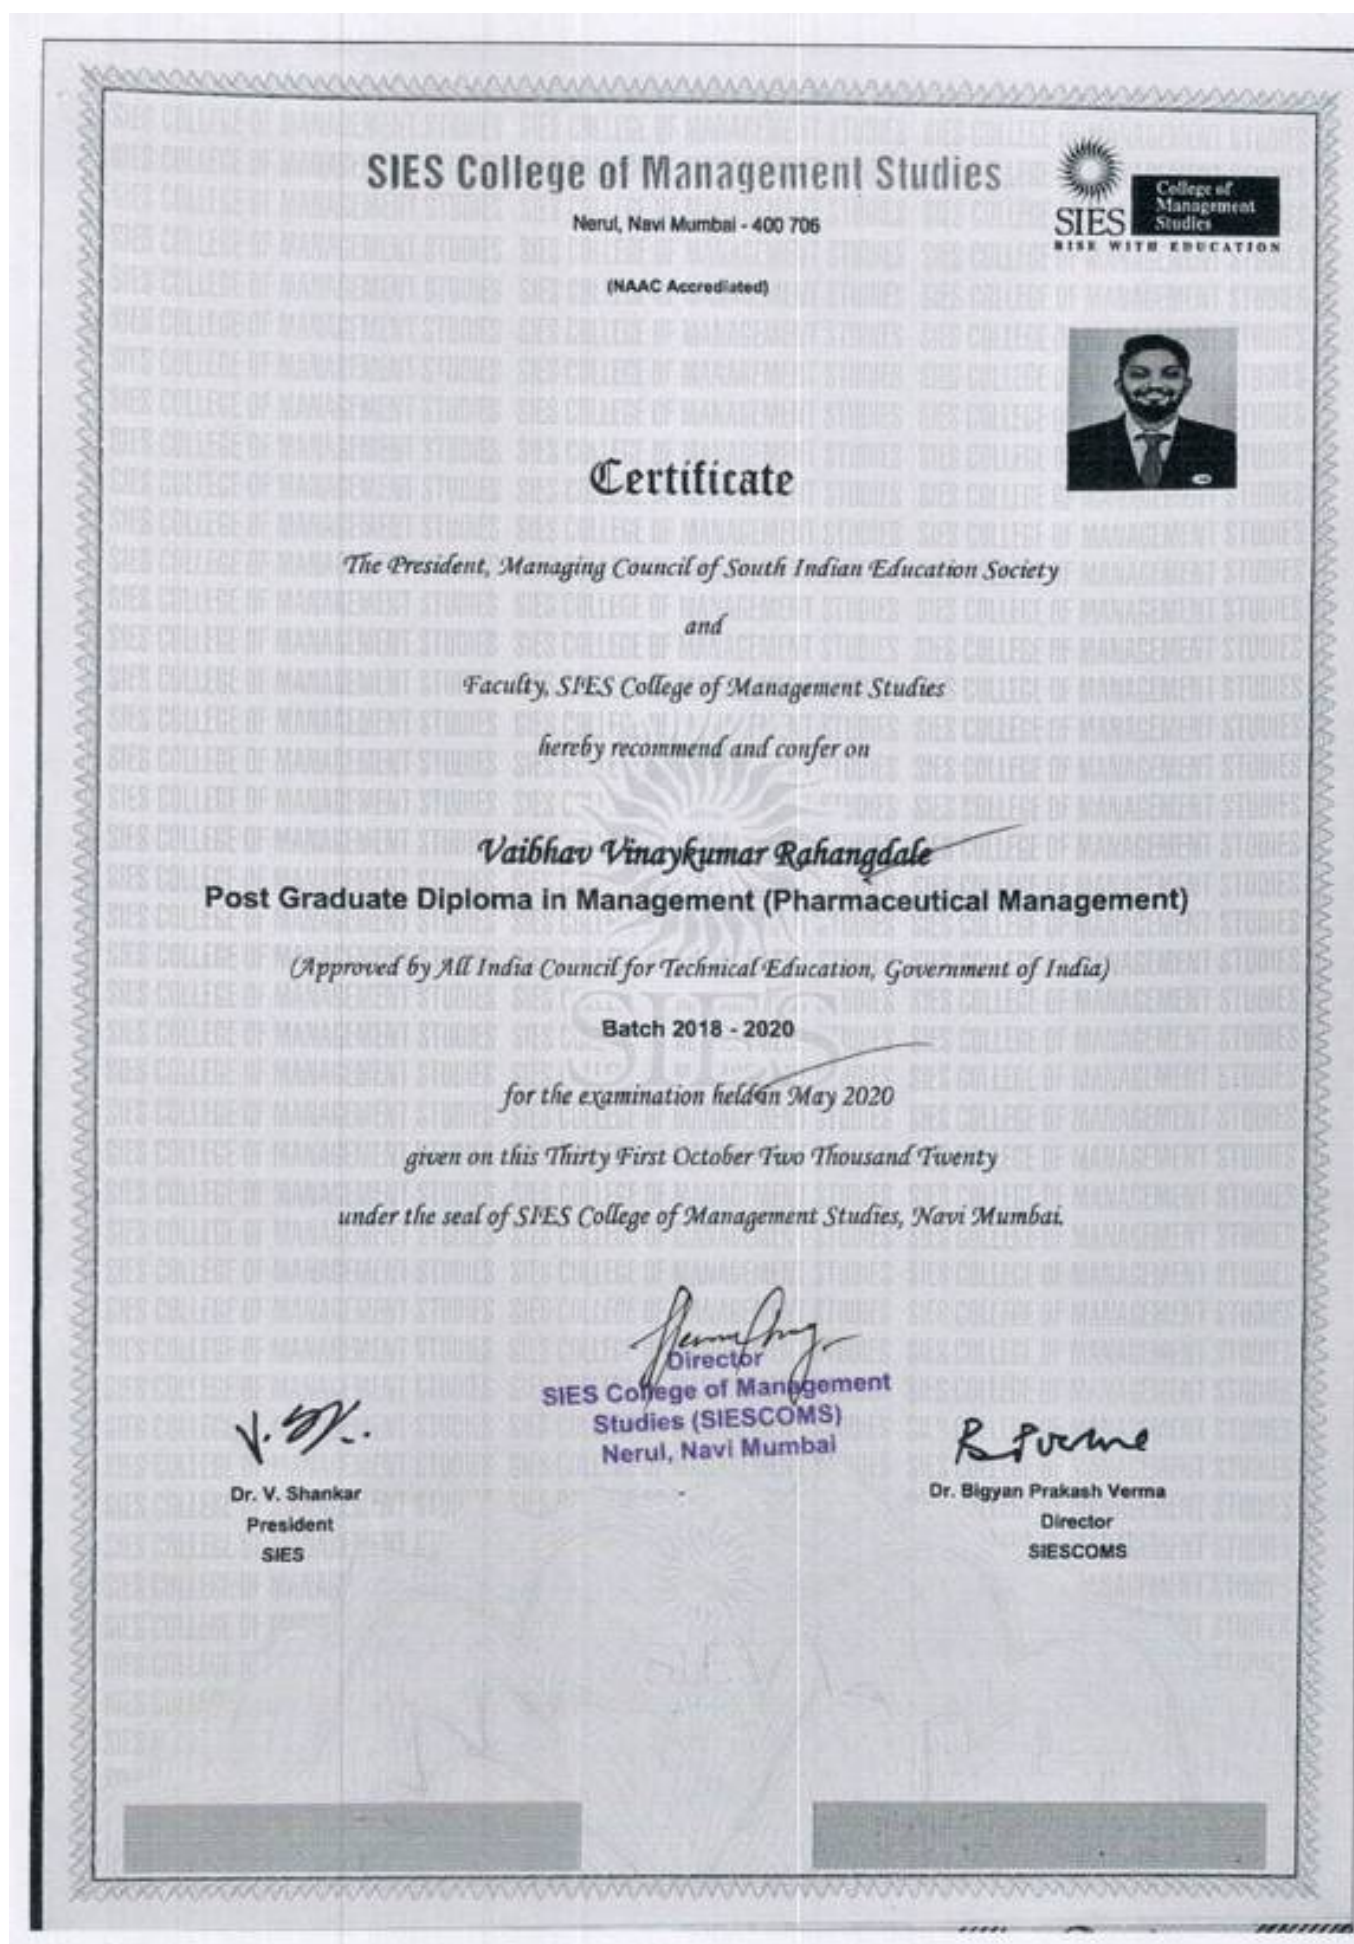 SIES College of Management Studies
Nerul, Navi Mumbai - 400 706
(NAAC Accrediated)
SIES
College of
Management
Studies
RISE WITH EDUCATION
Certificate
The President, Managing Council of South Indian Education Society
and
Faculty, SIES College of Management Studies
hereby recommend and confer on
Vaibhav Vinaykumar Rahangdale
Post Graduate Diploma in Management (Pharmaceutical Management)
(Approved by All India Council for Technical Education, Government of India)
SIES
Batch 2018 - 2020
for the examination held in May 2020
given on this Thirty First October Two Thousand Twenty
under the seal of SIES College of Management Studies, Navi Mumbai.
Director
SIES College of Management
Studies (SIESCOMS)
Nerul, Navi Mumbai
Dr. V. Shankar
President
SIES
Dr. Bigyan Prakash Verma
Director
SIESCOMS